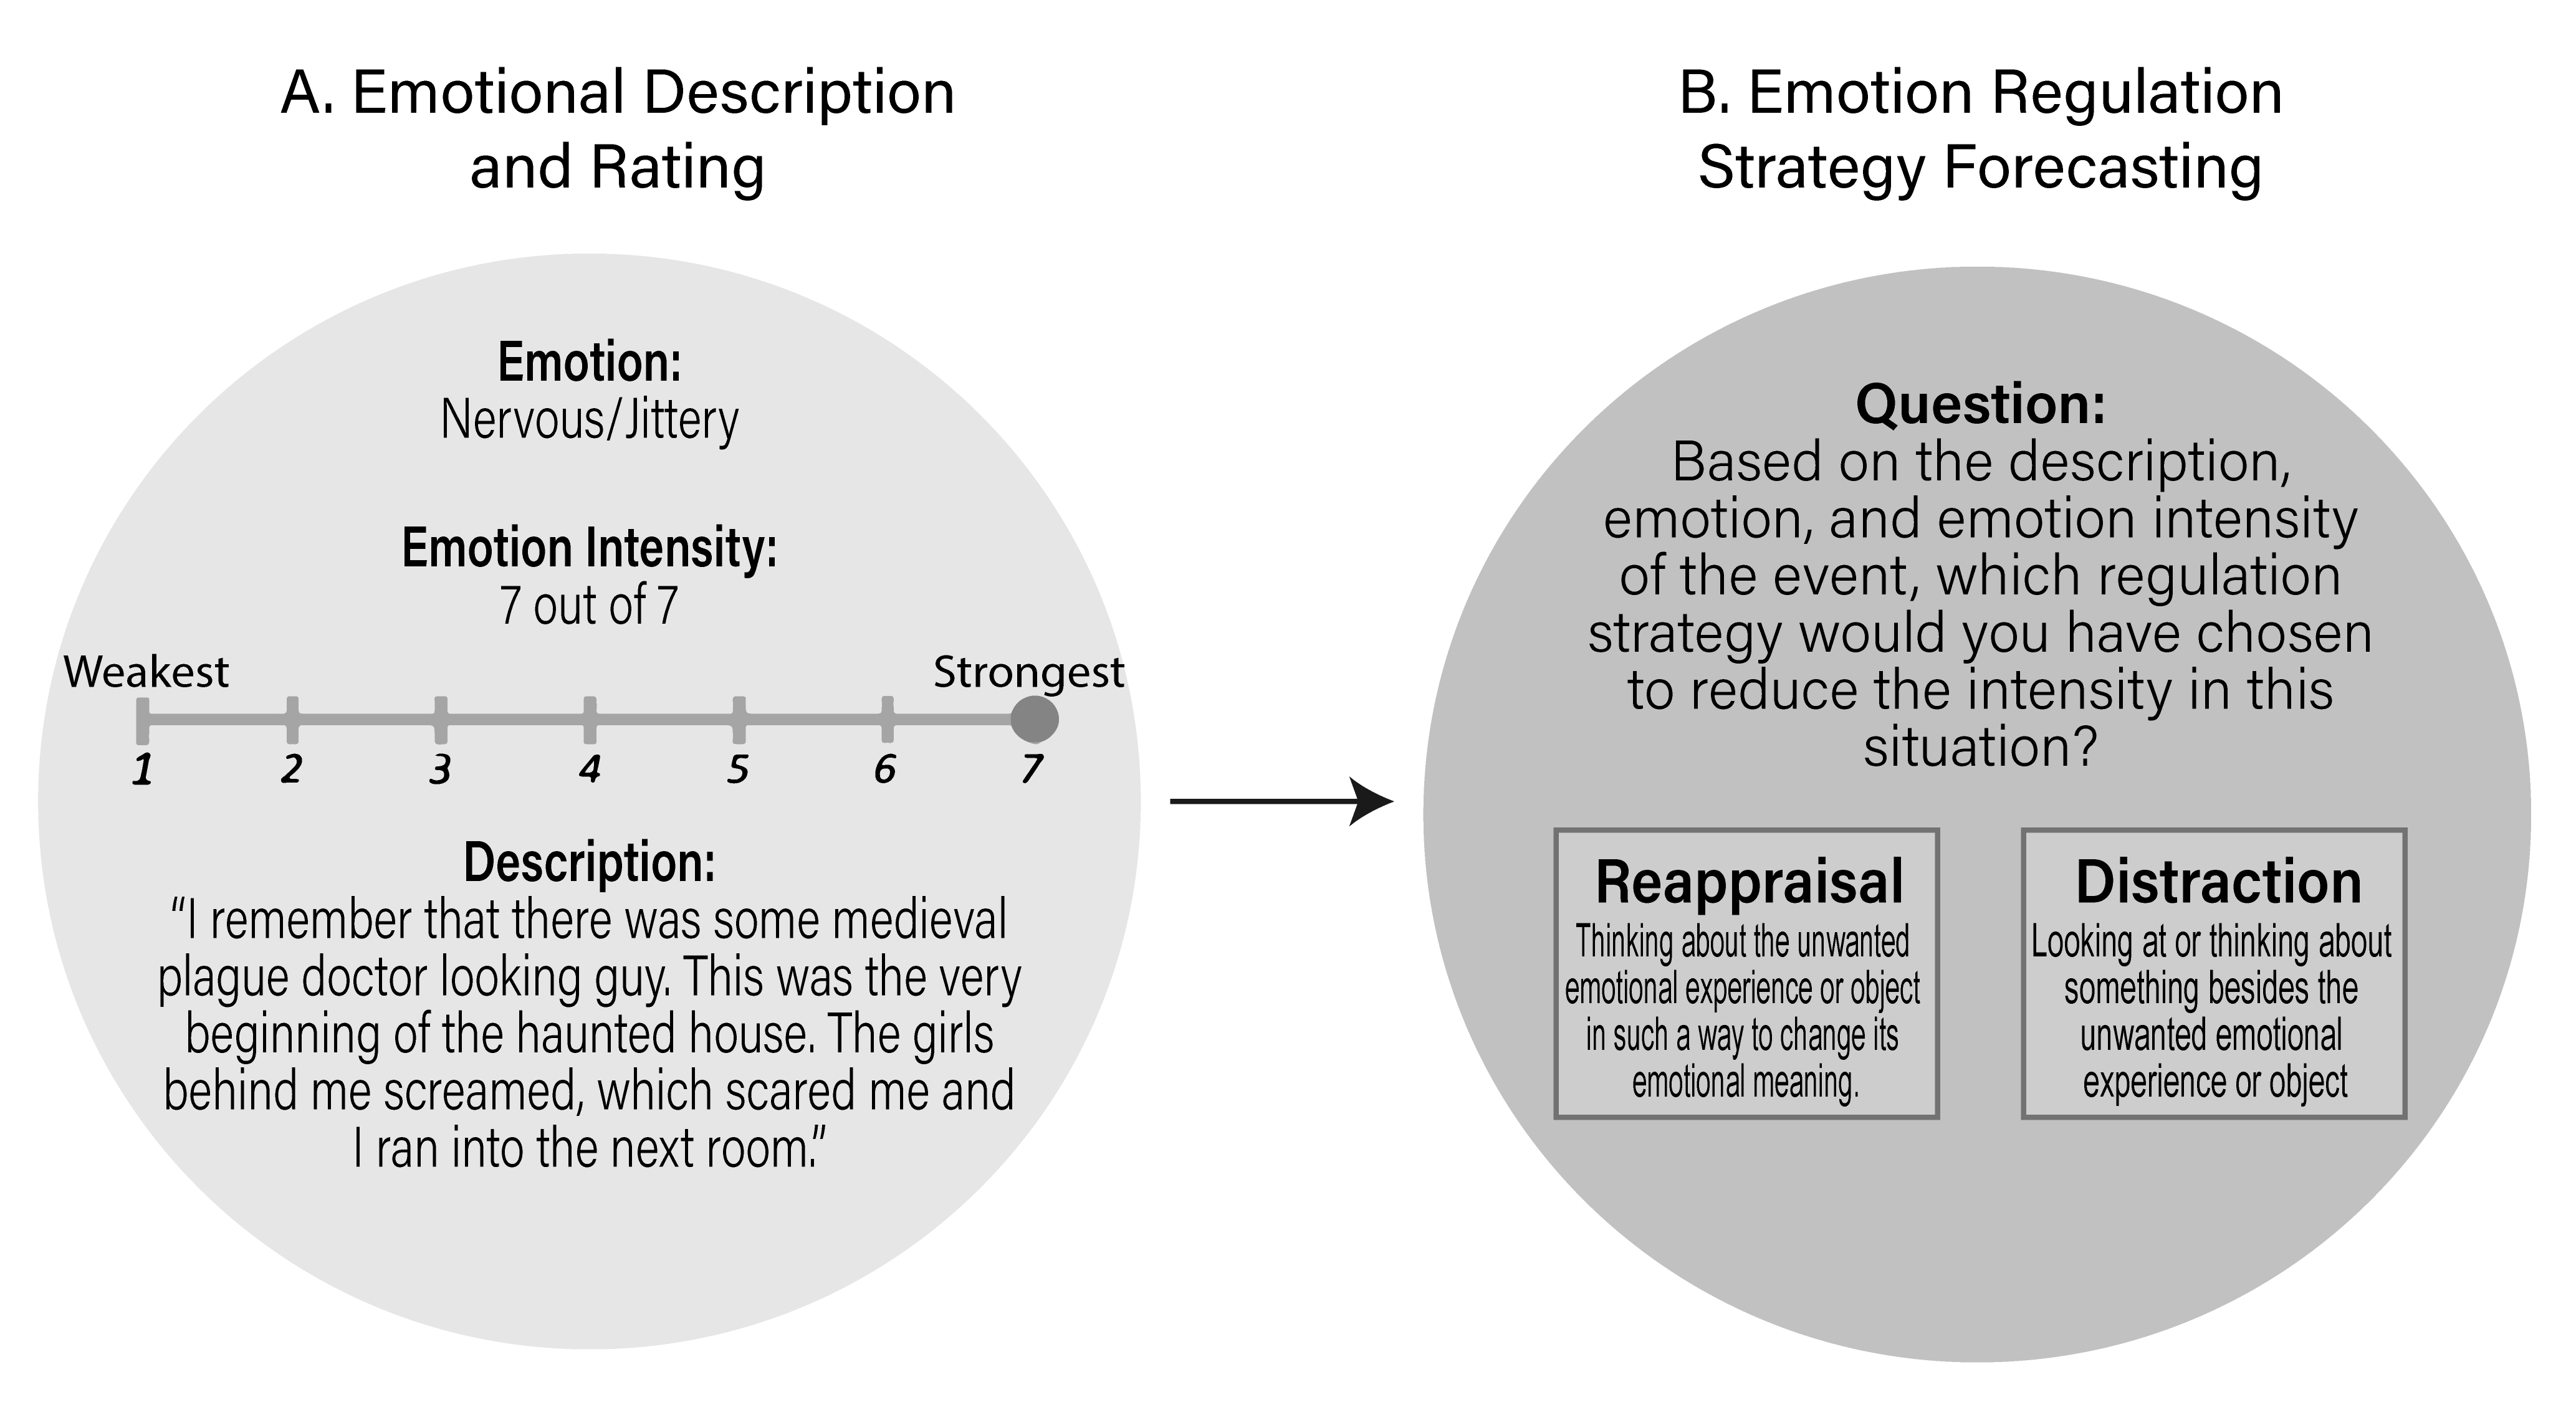 A. Emotional Description
and Rating
Emotion:
Nervous/Jittery
Emotion Intensity:
7 out of 7
Weakest
Strongest
1 2 3 4 5 6 7
Description:
“I remember that there was some medieval
plague doctor looking guy. This was the very
beginning of the haunted house. The girls
behind me screamed, which scared me and
I ran into the next room.”
B. Emotion Regulation
Strategy Forecasting
Question:
Based on the description,
emotion, and emotion intensity
of the event, which regulation
strategy would you have chosen
to reduce the intensity in this
situation?
Reappraisal
Thinking about the unwanted
emotional experience or object
in such a way to change its
emotional meaning.
Distraction
Looking at or thinking about
something besides the
unwanted emotional
experience or object